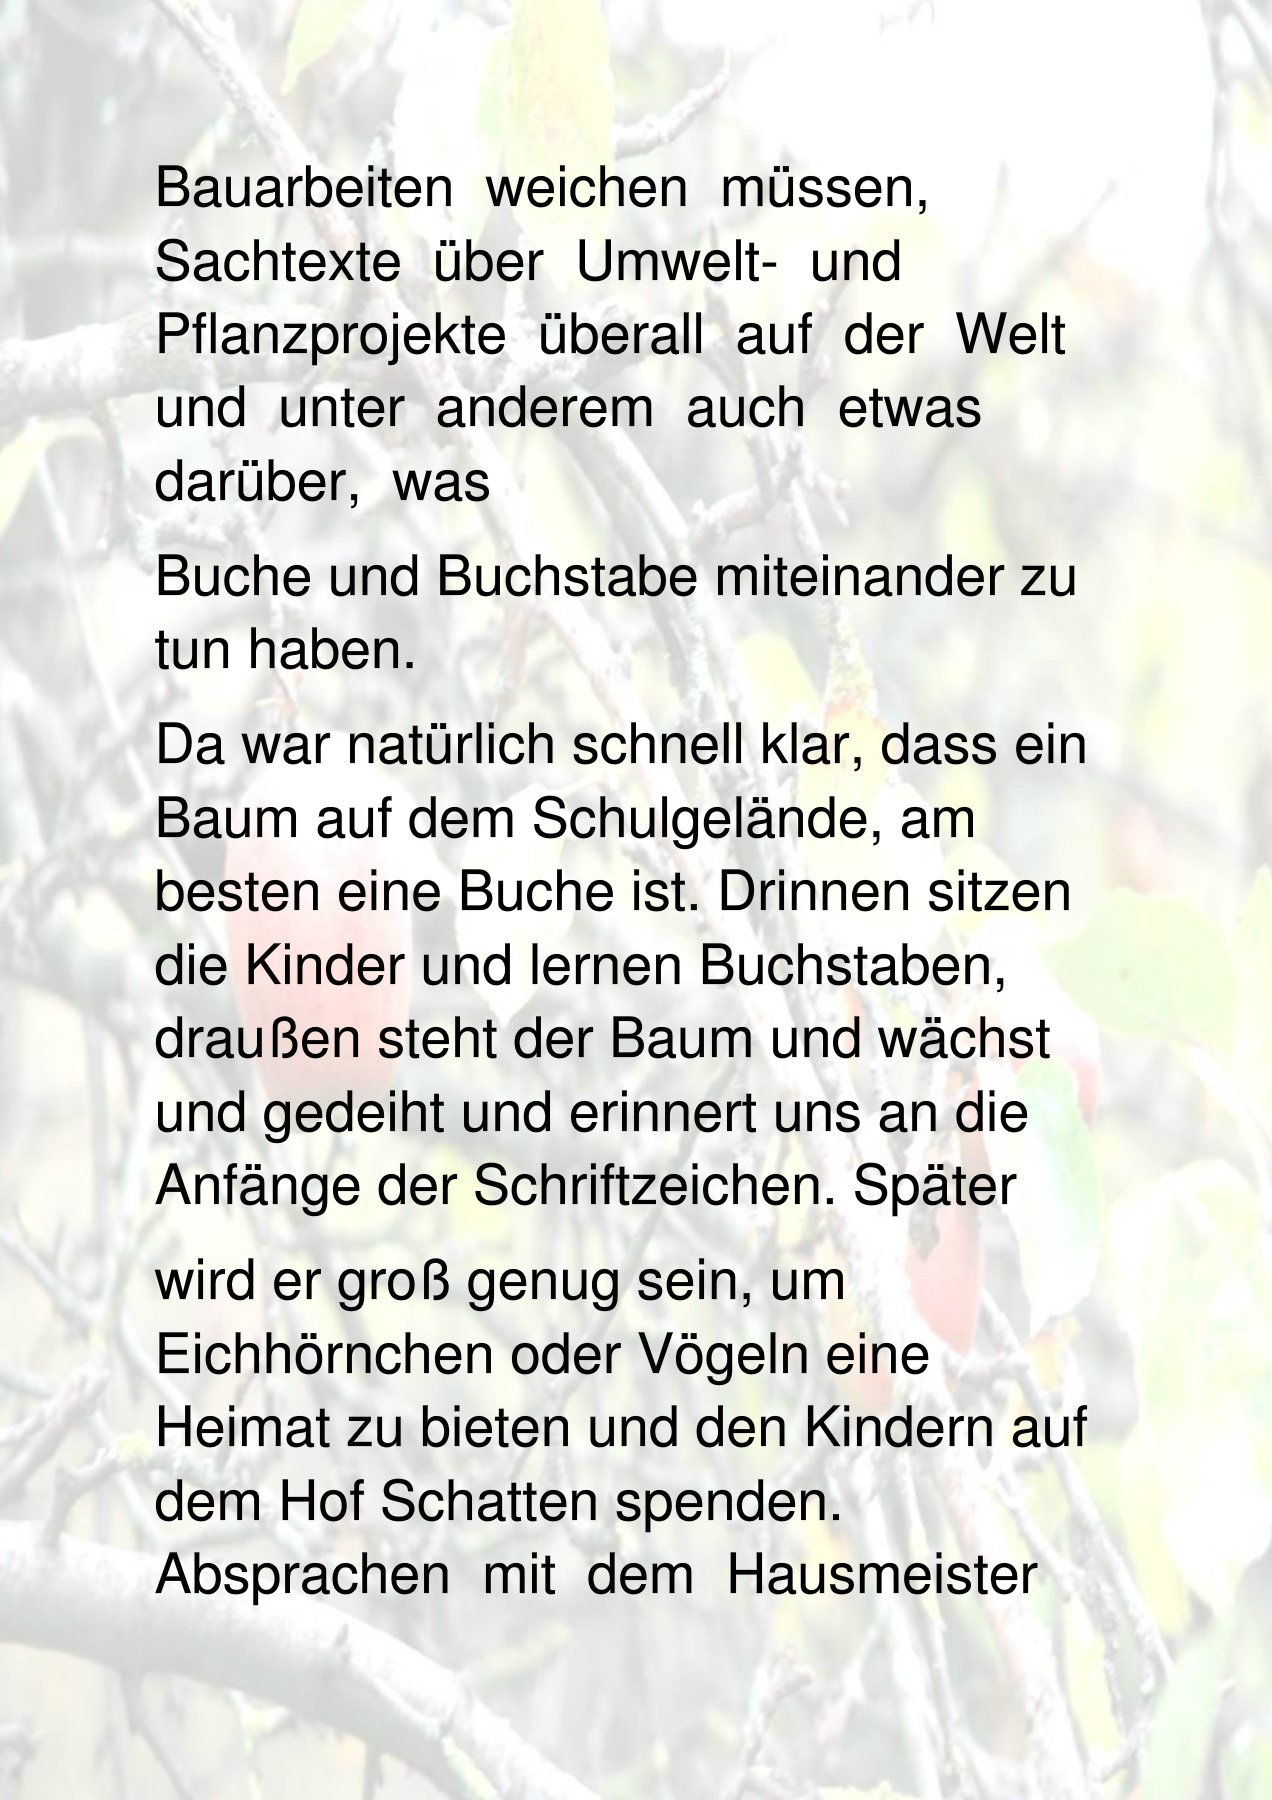 Bauarbeiten weichen müssen,
Sachtexte über Umwelt- und
Pflanzprojekte überall auf der Welt
und unter anderem auch etwas
darüber, was
Buche und Buchstabe miteinander zu
tun haben.
Da war natürlich schnell klar, dass ein
Baum auf dem Schulgelände, am
besten eine Buche ist. Drinnen sitzen
die Kinder und lernen Buchstaben,
draußen steht der Baum und wächst
und gedeiht und erinnert uns an die
Anfänge der Schriftzeichen. Später
wird er groß genug sein, um
Eichhörnchen oder Vögeln eine
Heimat zu bieten und den Kindern auf
dem Hof Schatten spenden.
Absprachen mit dem Hausmeister